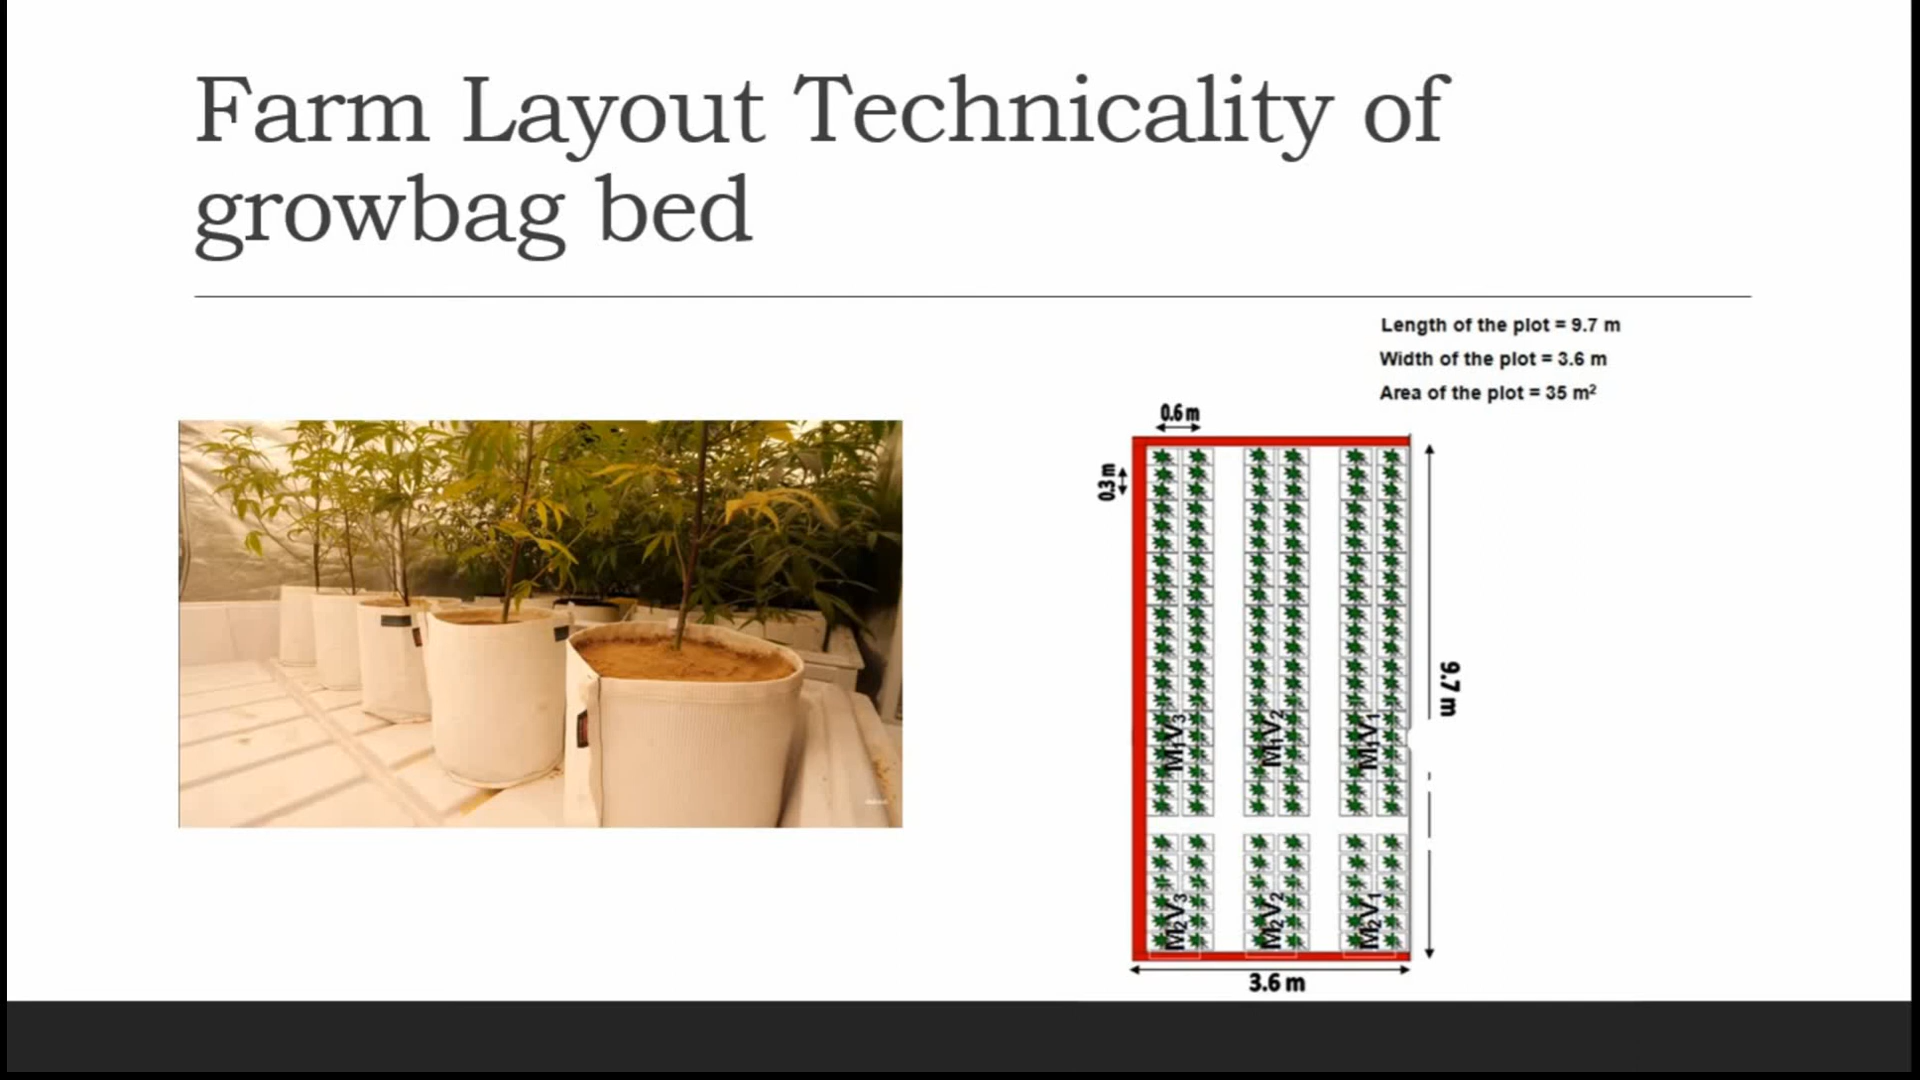 Farm Layout Technicality of
growbag bed
Length of the plot = 9.7 m
Width of the plot = 3.6 m
Area of the plot = 35 m²
0.6 m
0.3 m
9.7 m
M₁V₃ M₁V₂ M₁V₁
M₂V₃ M₂V₂ M₂V₁
3.6 m